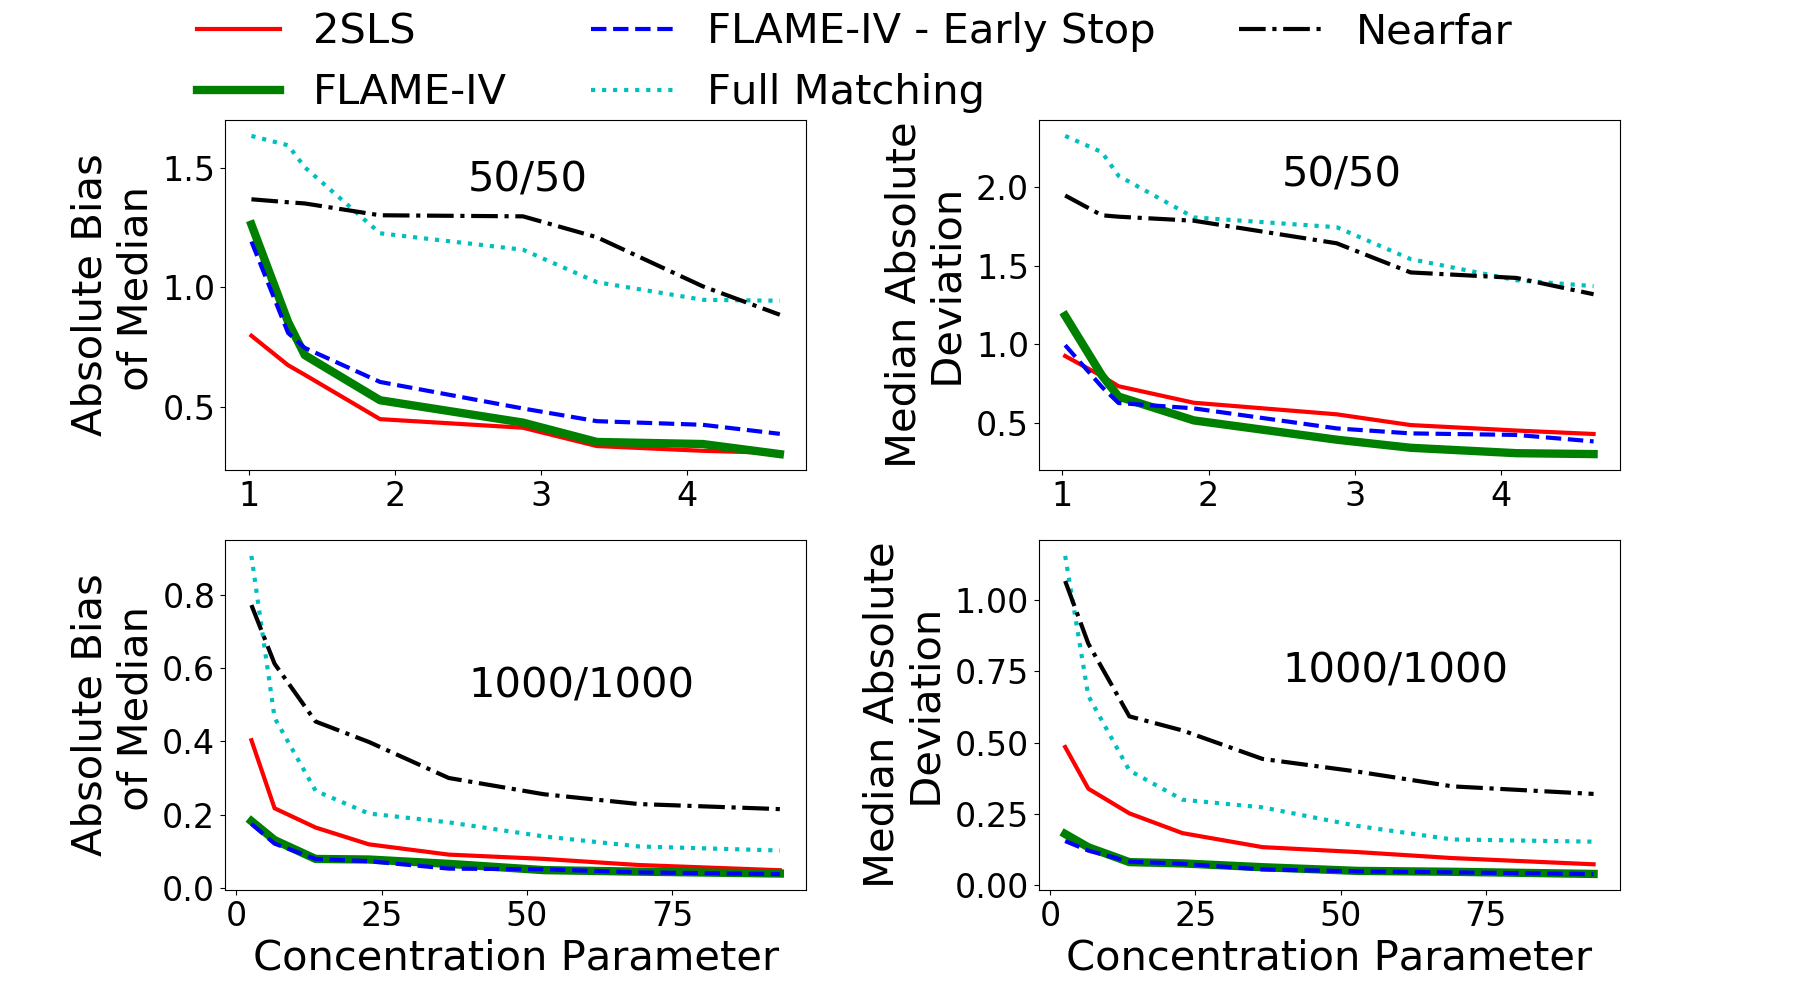 2SLS
FLAME-IV - Early Stop
Nearfar
FLAME-IV
Full Matching
Absolute Bias
of Median
1.5
1.0
0.5
50/50
1 2 3 4
Median Absolute
Deviation
2.0
1.5
1.0
0.5
50/50
1 2 3 4
Absolute Bias
of Median
0.8
0.6
0.4
0.2
0.0
1000/1000
0 25 50 75
Concentration Parameter
Median Absolute
Deviation
1.00
0.75
0.50
0.25
0.00
1000/1000
0 25 50 75
Concentration Parameter